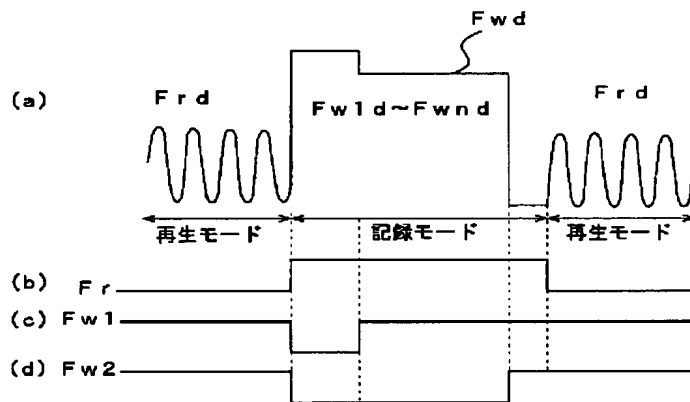 Fwd
(a) Frd Fw1d~Fwnd Frd
再生モード 記録モード 再生モード
(b) Fr
(c) Fw1
(d) Fw2